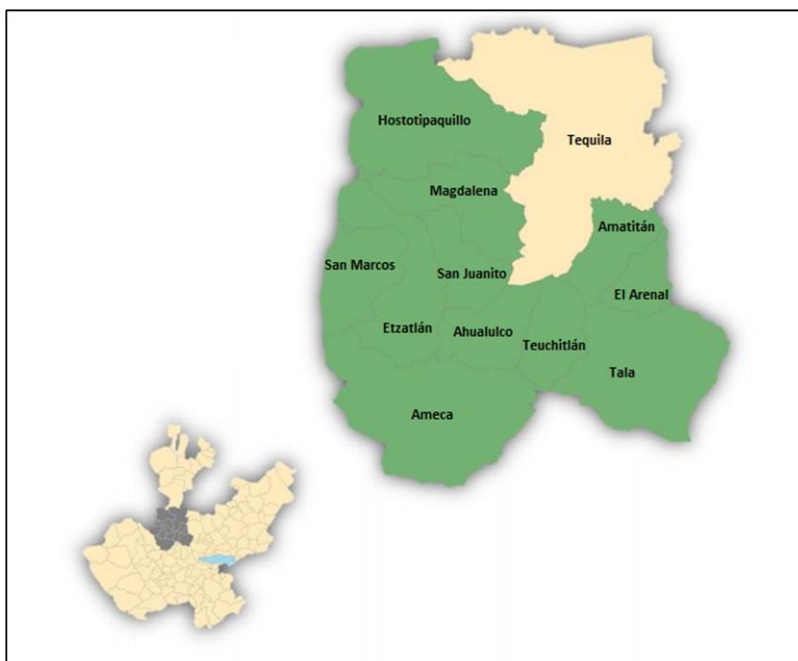 Hostotipaquillo
Tequila
Magdalena
Amatitán
San Marcos
San Juanito
El Arenal
Etzatlán
Ahualulco
Teuchitlán
Tala
Ameca